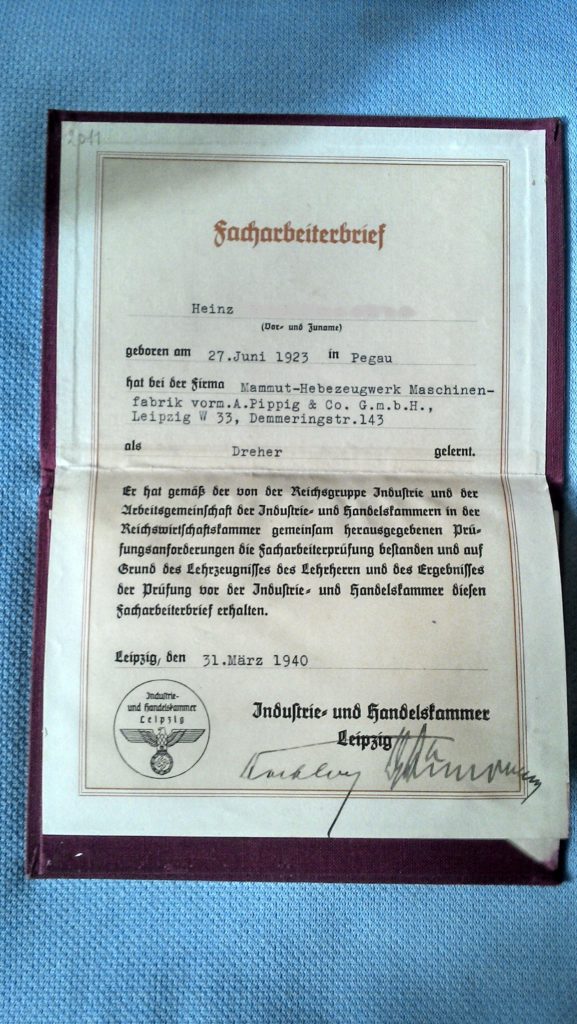 2011
Facharbeiterbrief
Heinz
(Vor- und Zuname)
geboren am 27.Juni 1923 in Pegau
hat bei der Firma Mammut-Hebezeugwerk Maschinen-
fabrik vorm.A.Pippig & Co. G.m.b.H.,
Leipzig W 33, Demmeringstr.143
als Dreher gelernt.
Er hat gemäß der von der Reichsgruppe Industrie und der
Arbeitsgemeinschaft der Industrie- und Handelskammern in der
Reichswirtschaftskammer gemeinsam herausgegebenen Prü-
fungsanforderungen die Facharbeiterprüfung bestanden und auf
Grund des Lehrzeugnisses des Lehrherrn und des Ergebnisses
der Prüfung vor der Industrie- und Handelskammer diesen
Facharbeiterbrief erhalten.
Leipzig, den 31.März 1940
Industrie-
und Handelskammer
Leipzig
Industrie- und Handelskammer
Leipzig